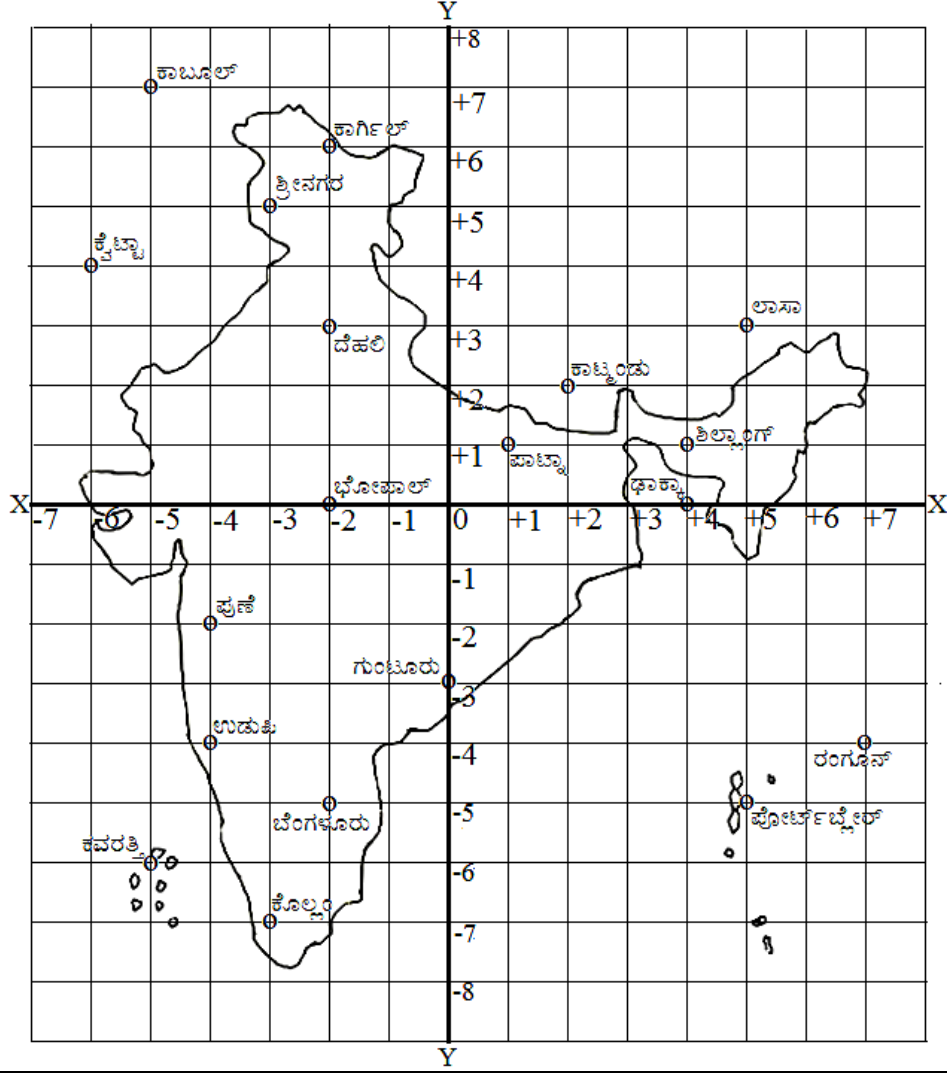 Y
+8
ಕಾಬೂಲ್
+7
ಕಾರ್ಗಿಲ್
+6
ಶ್ರೀನಗರ
+5
ಕ್ವೆಟ್ಟಾ
+4
ಲಾಸಾ
+3
ದೆಹಲಿ
ಕಾಟ್ಮಂಡು
+2
ಶಿಲ್ಲಾಂಗ್
+1
ಪಾಟ್ನಾ
ಭೋಪಾಲ್
ಢಾಕ್ಕಾ
X
X
-7 -6 -5 -4 -3 -2 -1 0 +1 +2 +3 +4 +5 +6 +7
-1
ಪುಣೆ
-2
ಗುಂಟೂರು
-3
ಉಡುಪಿ
-4
ರಂಗೂನ್
-5
ಬೆಂಗಳೂರು
ಪೋರ್ಟ್‌ಬ್ಲೇರ್
ಕವರತ್ತಿ
-6
ಕೊಲ್ಲಂ
-7
-8
Y